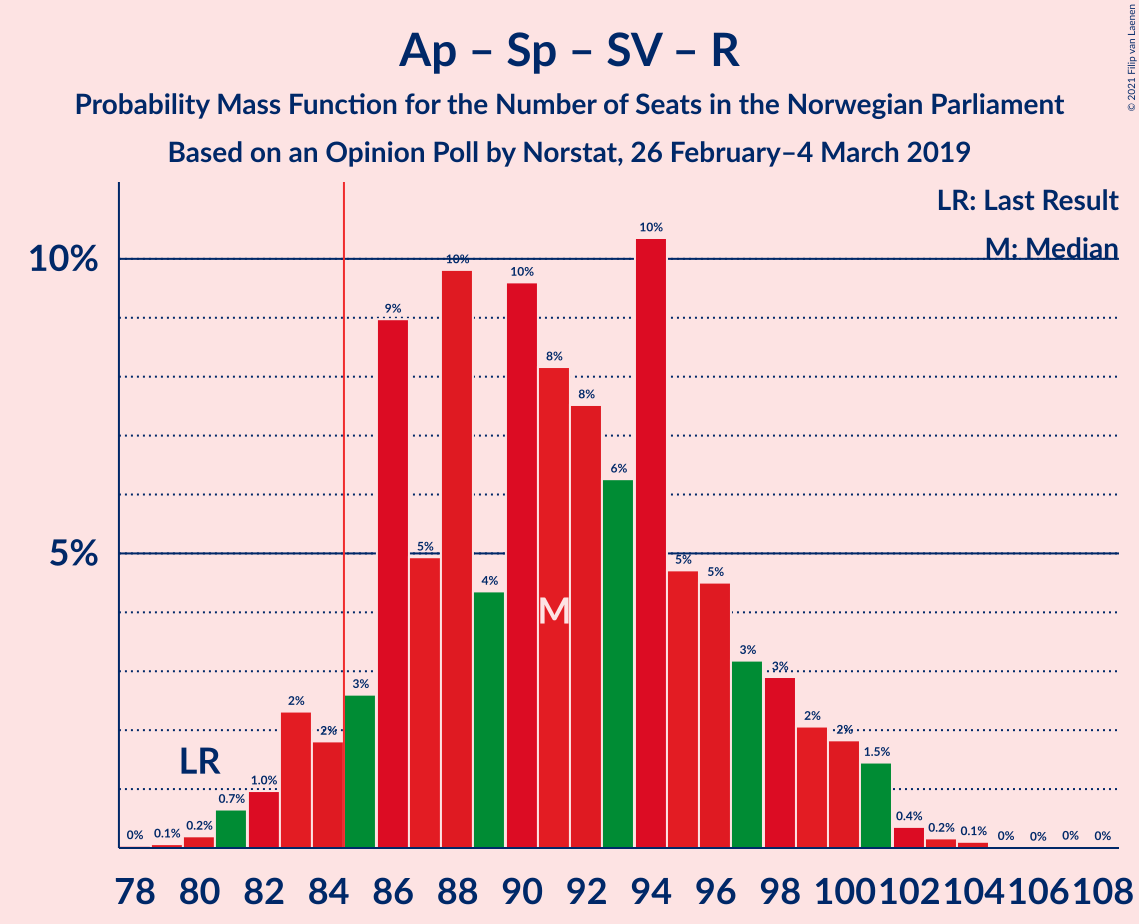 Ap – Sp – SV – R
Probability Mass Function for the Number of Seats in the Norwegian Parliament
Based on an Opinion Poll by Norstat, 26 February–4 March 2019
© 2021 Filip van Laenen
LR: Last Result
M: Median
10%
5%
0% 0.1% 0.2% 0.7% 1.0% 2% 2% 3% 9% 5% 10% 4% 10% 8% 8% 6% 10% 5% 5% 3% 3% 2% 2% 1.5% 0.4% 0.2% 0.1% 0% 0% 0% 0%
LR
M
78 80 82 84 86 88 90 92 94 96 98 100 102 104 106 108